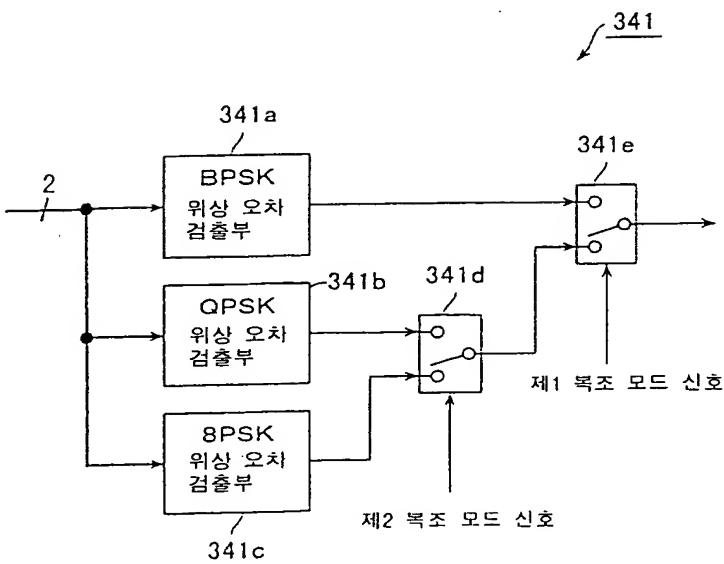 341
341a
BPSK
위상 오차
검출부
2
341e
341b
QPSK
위상 오차
검출부
341d
제1 복조 모드 신호
8PSK
위상 오차
검출부
341c
제2 복조 모드 신호